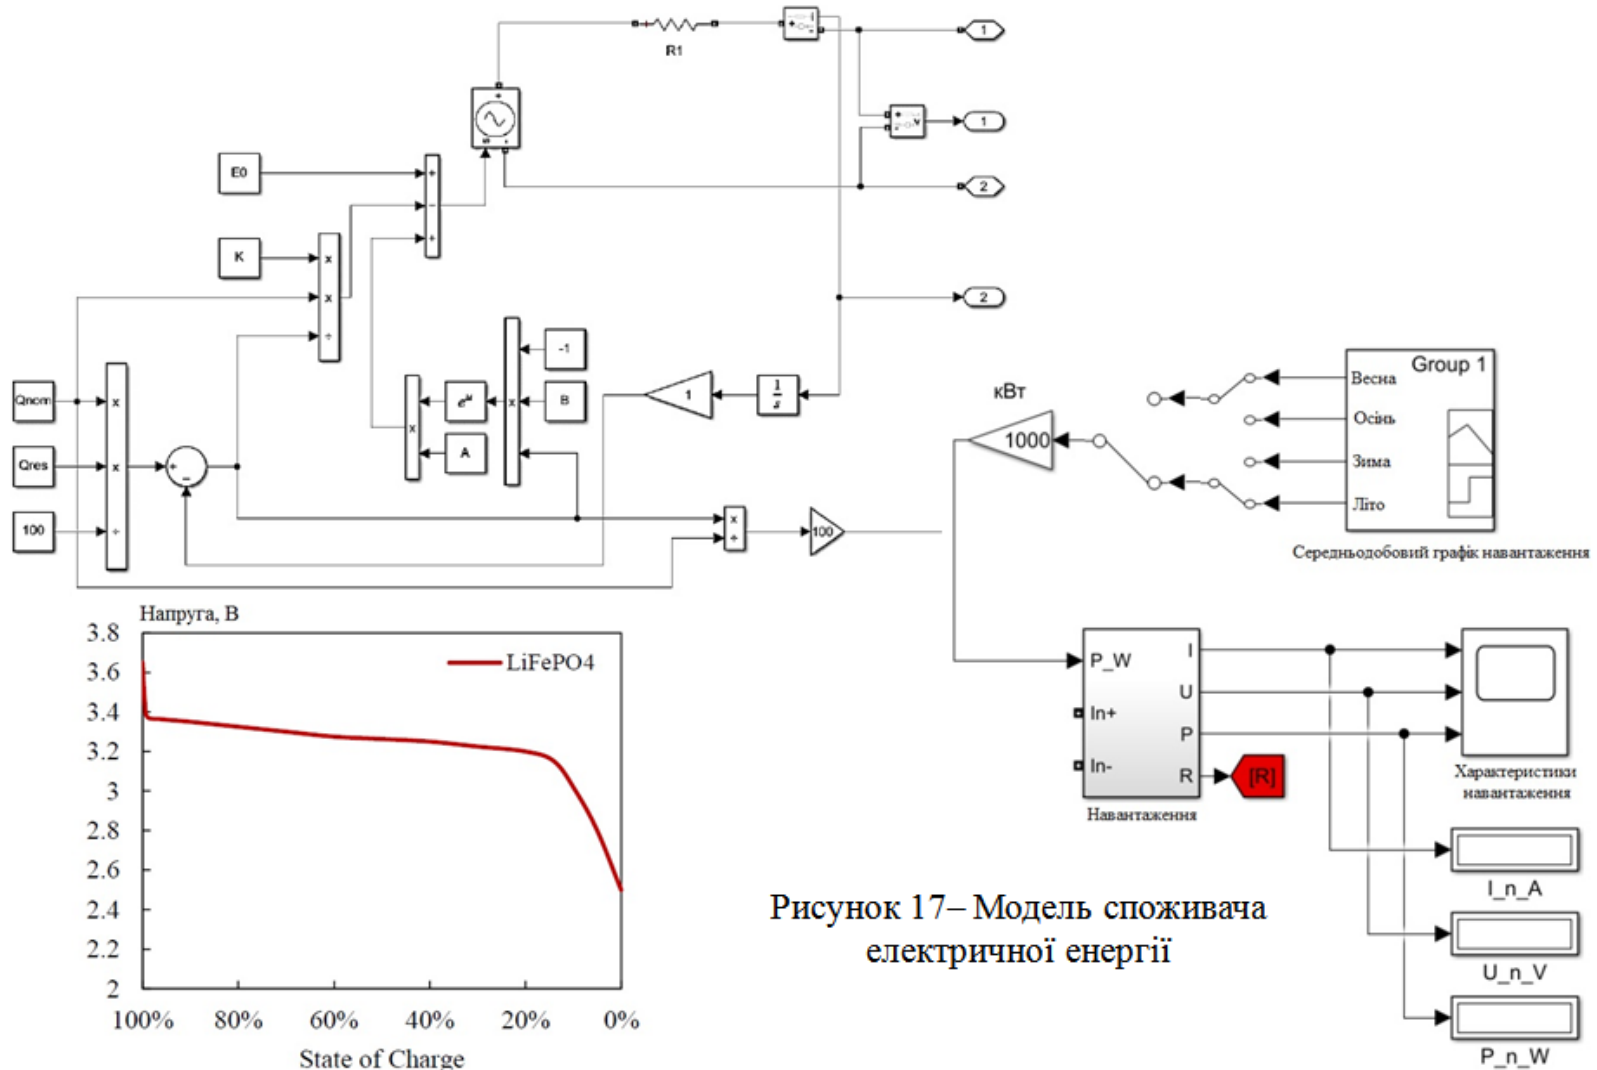 R1
1
1
2
2
E0
K
Qnom
Qres
100
-1
B
A
e^u
1
1
s
100
кВт
1000
Group 1
Весна
Осінь
Зима
Літо
Середньодобовий графік навантаження
P_W
In+
In-
I
U
P
R
[R]
Навантаження
Характеристики
навантаження
I_n_A
U_n_V
P_n_W
Напруга, В
3.8
3.6
3.4
3.2
3
2.8
2.6
2.4
2.2
2
LiFePO4
100% 80% 60% 40% 20% 0%
State of Charge
Рисунок 17– Модель споживача
електричної енергії